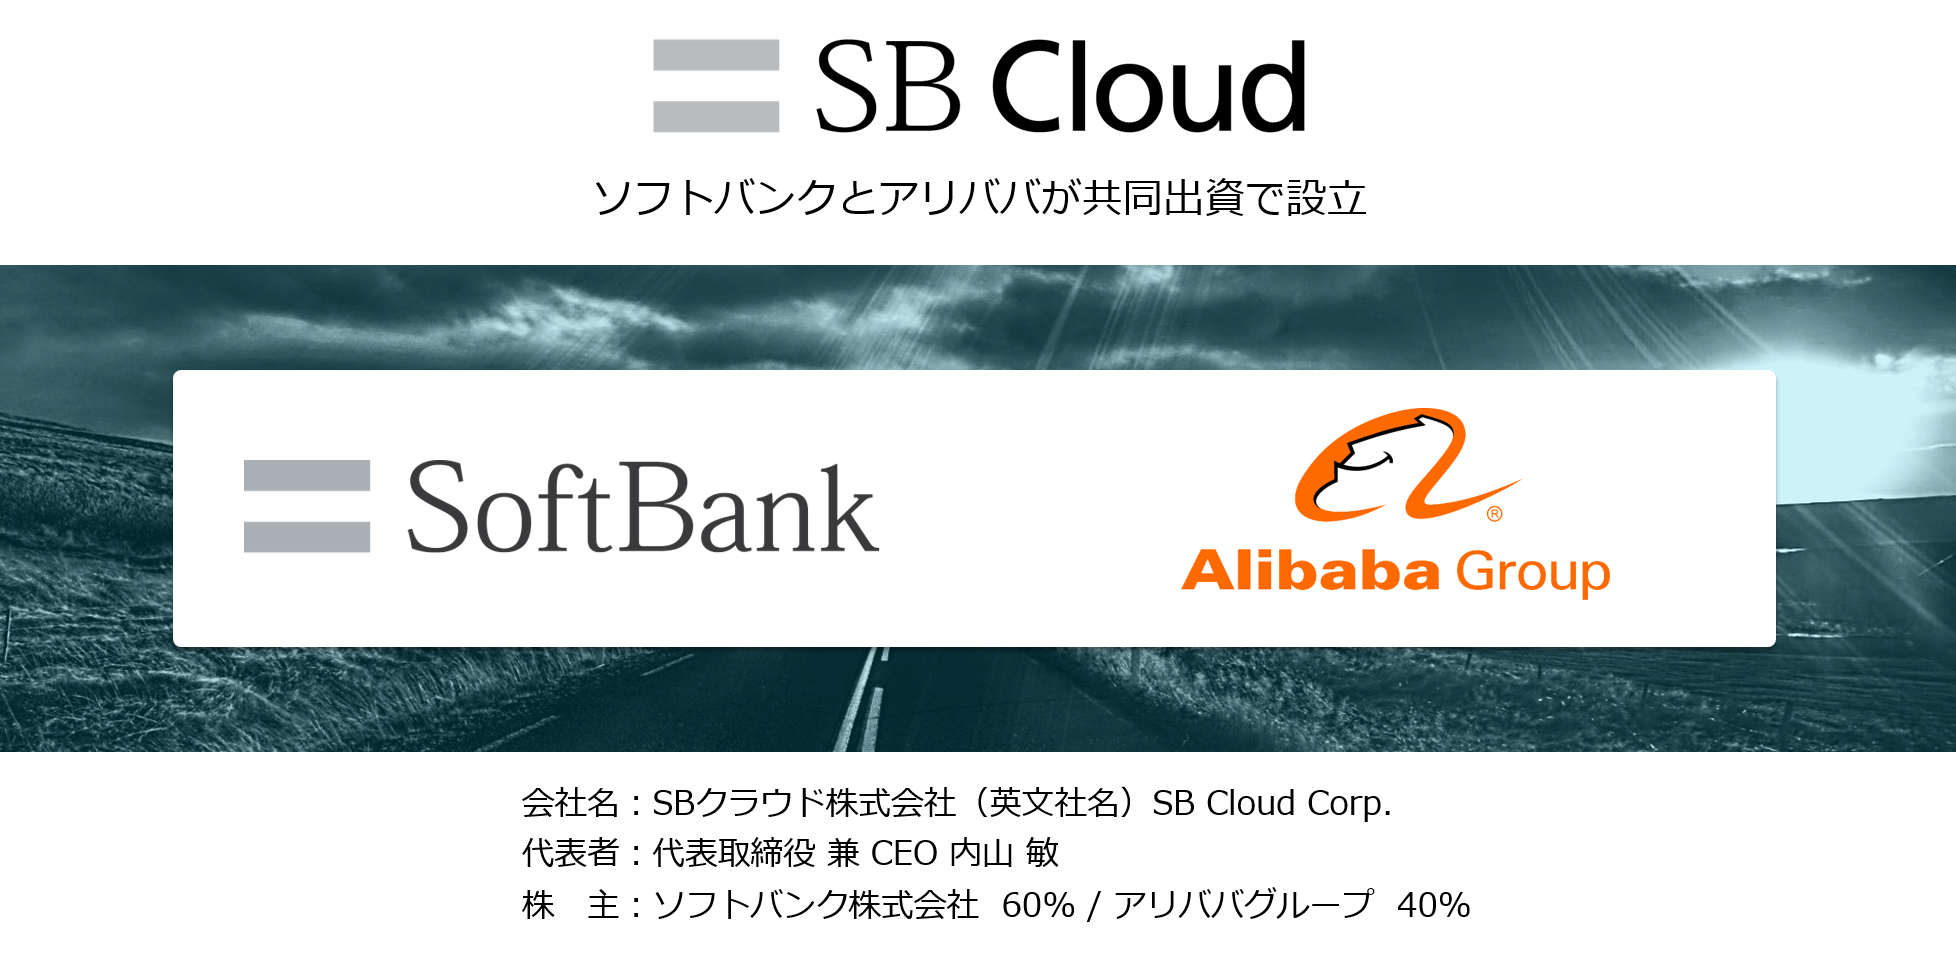 SB Cloud
ソフトバンクとアリババが共同出資で設立
SoftBank
®
Alibaba Group
会社名：SBクラウド株式会社（英文社名）SB Cloud Corp.
代表者：代表取締役 兼 CEO 内山 敏
株　主：ソフトバンク株式会社 60% / アリババグループ 40%